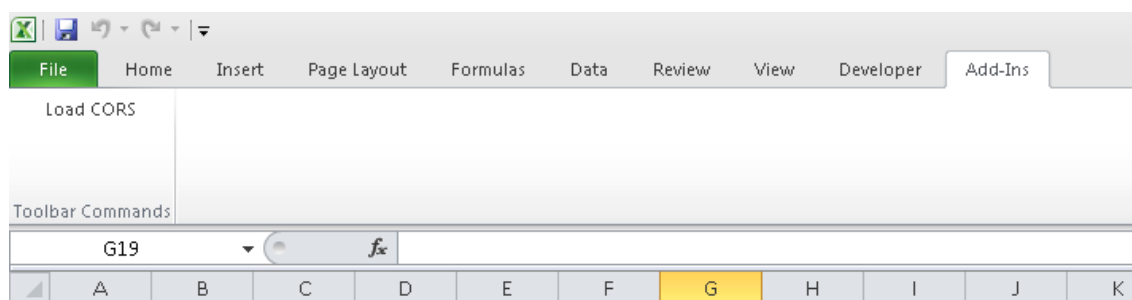 File Home Insert Page Layout Formulas Data Review View Developer Add-Ins
Load CORS
Toolbar Commands
G19 fx
A B C D E F G H I J K